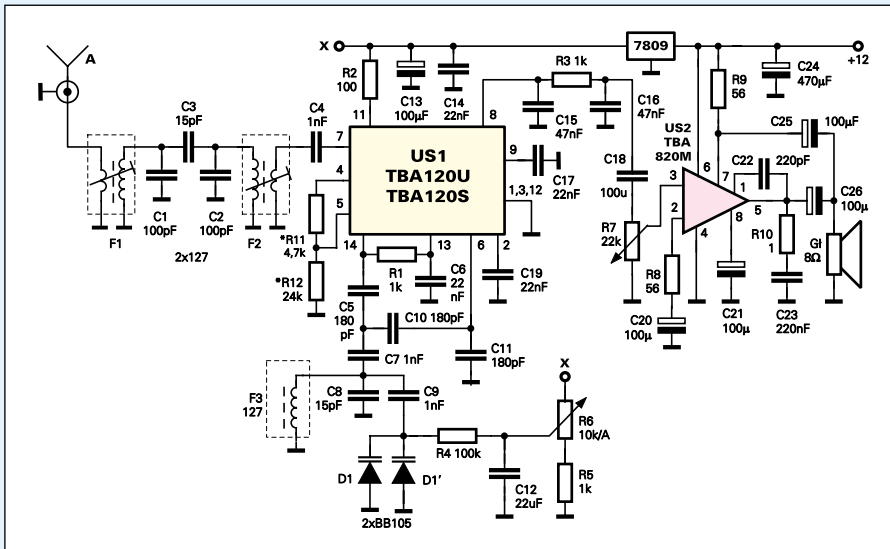 A
C3
15pF
C4
1nF
C1
100pF
C2
100pF
F1
F2
2x127
X
R2
100
C13
100µF
C14
22nF
11
7
4
5
14
13
6
2
8
9
1,3,12
US1
TBA120U
TBA120S
*R11
4,7k
*R12
24k
R1
1k
C6
22
nF
C5
180
pF
C10 180pF
C7 1nF
C11
180pF
C19
22nF
C17
22nF
R3 1k
C15
47nF
C16
47nF
C18
100u
R7
22k
7809
+12
R9
56
C24
470µF
C25
100µF
US2
TBA
820M
3
2
6
7
1
8
4
5
C22
220pF
C26
100µ
R10
1
Gł
8Ω
R8
56
C20
100µ
C21
100µ
C23
220nF
F3
127
C8
15pF
C9
1nF
D1
D1'
2xBB105
R4 100k
C12
22uF
X
R6
10k/A
R5
1k